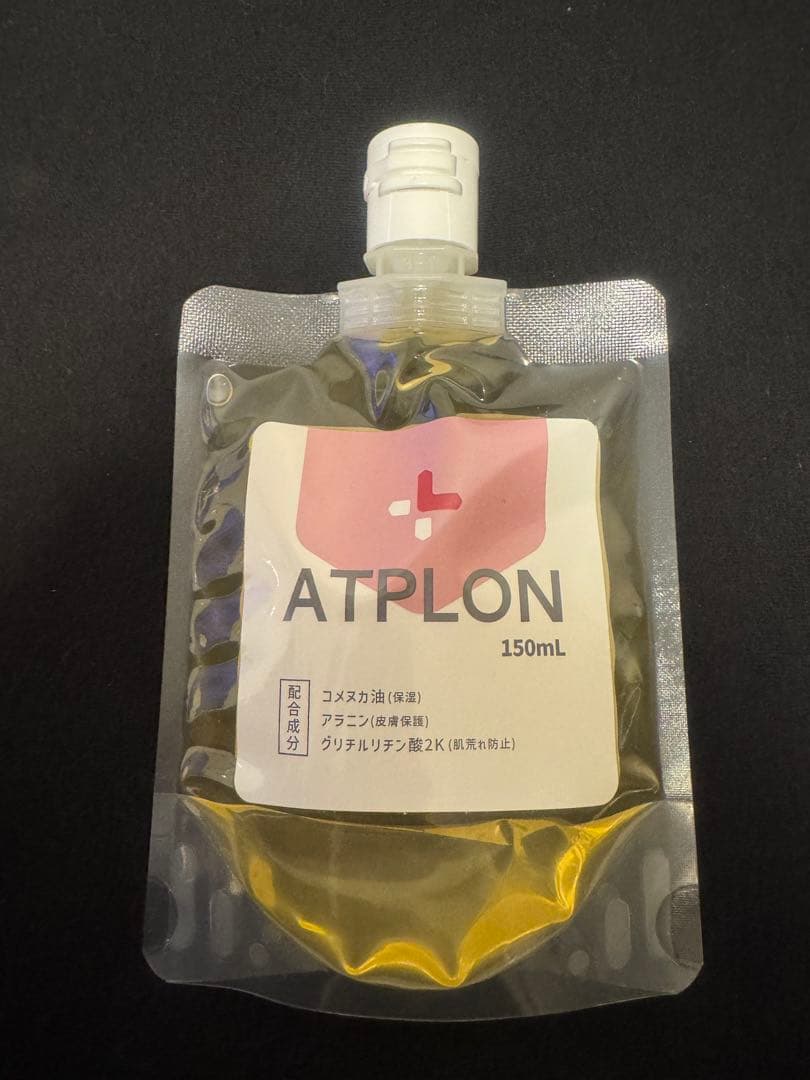 ATPLON
150mL
配合成分
コメヌカ油(保湿)
アラニン(皮膚保護)
グリチルリチン酸2K(肌荒れ防止)